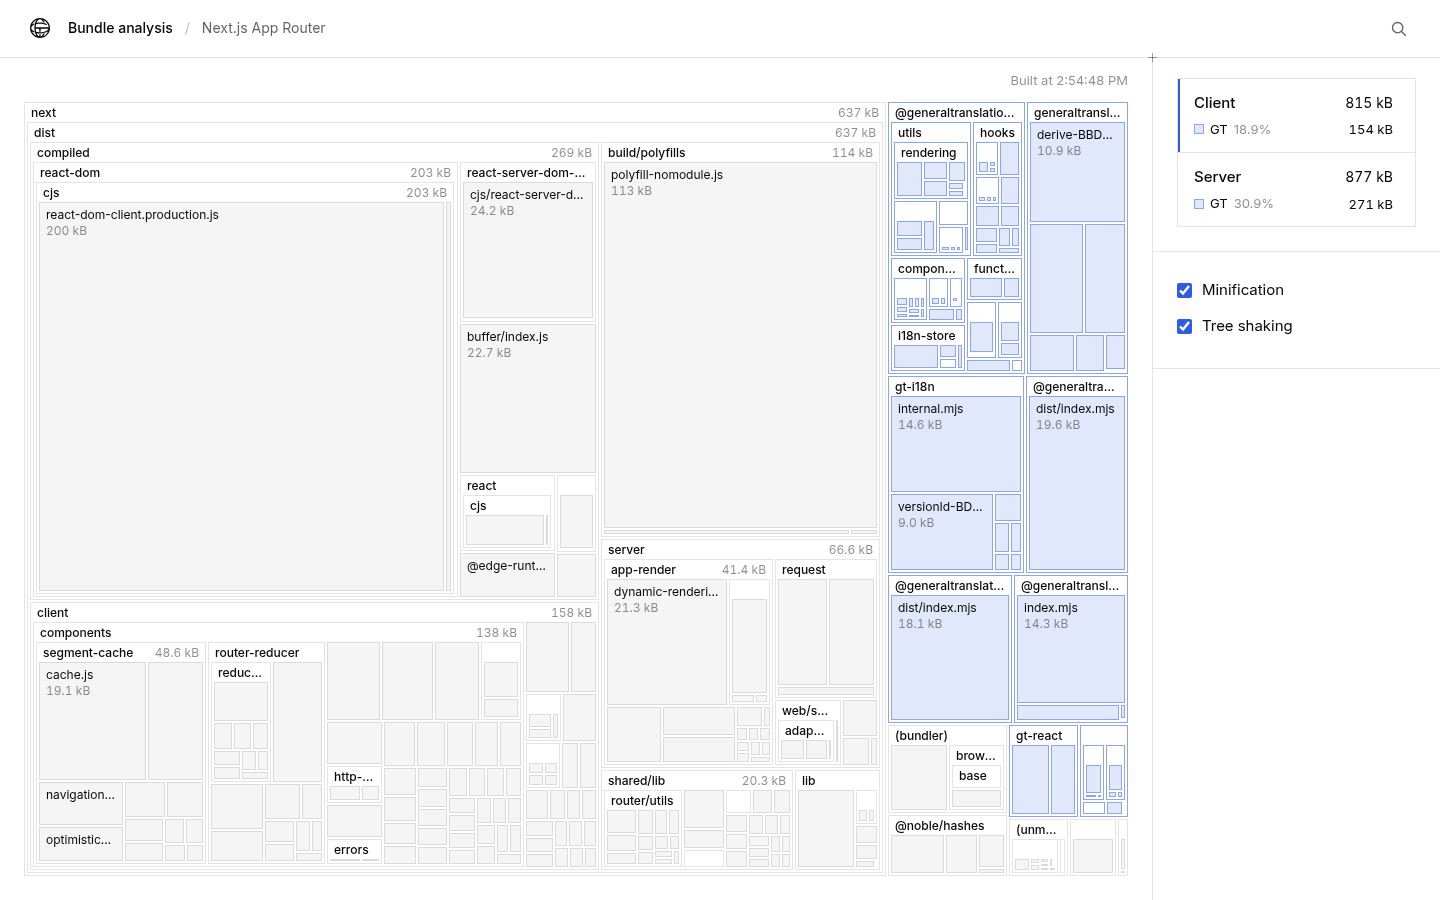 Bundle analysis / Next.js App Router
Built at 2:54:48 PM
next 637 kB
dist 637 kB
compiled 269 kB
react-dom 203 kB
cjs 203 kB
react-dom-client.production.js
200 kB
react-server-dom-...
cjs/react-server-d...
24.2 kB
buffer/index.js
22.7 kB
react
cjs
@edge-runt...
build/polyfills 114 kB
polyfill-nomodule.js
113 kB
client 158 kB
components 138 kB
segment-cache 48.6 kB
cache.js
19.1 kB
navigation...
optimistic...
router-reducer
reduc...
http-...
errors
server 66.6 kB
app-render 41.4 kB
dynamic-renderi...
21.3 kB
request
web/s...
adap...
shared/lib 20.3 kB
router/utils
lib
@generaltranslatio...
utils
rendering
hooks
compon...
funct...
i18n-store
generaltransl...
derive-BBD...
10.9 kB
gt-i18n
internal.mjs
14.6 kB
versionId-BD...
9.0 kB
@generaltra...
dist/index.mjs
19.6 kB
@generaltranslat...
dist/index.mjs
18.1 kB
@generaltransl...
index.mjs
14.3 kB
(bundler)
brow...
base
gt-react
@noble/hashes
(unm...
Client 815 kB
GT 18.9% 154 kB
Server 877 kB
GT 30.9% 271 kB
Minification
Tree shaking